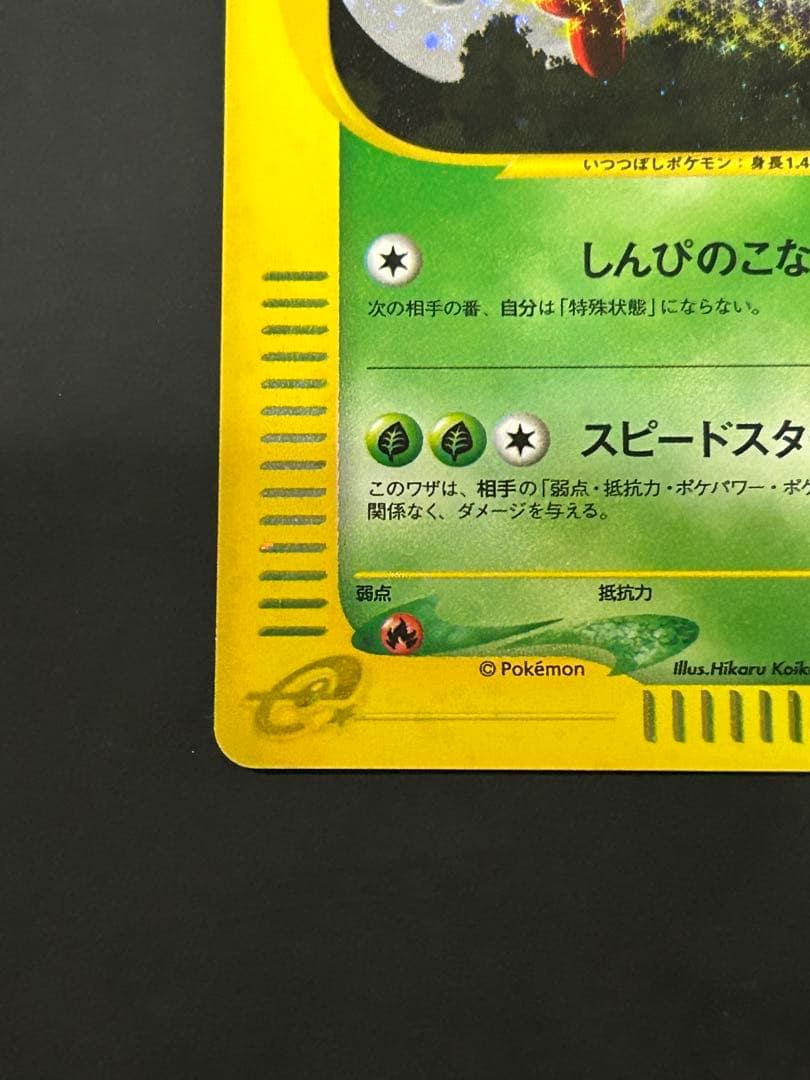 いつつぼしポケモン：身長1.4
しんぴのこな
次の相手の番、自分は「特殊状態」にならない。
スピードスタ
このワザは、相手の「弱点・抵抗力・ポケパワー・ポケ
関係なく、ダメージを与える。
弱点
抵抗力
© Pokémon
Illus.Hikaru Koik
e